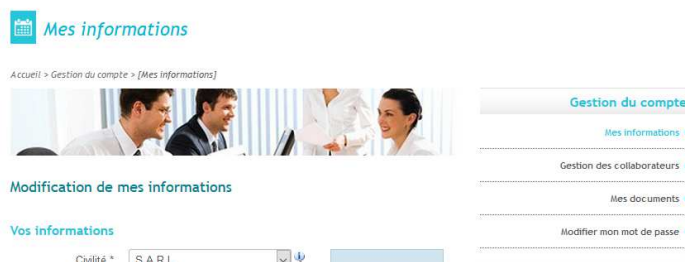 Mes informations
Accueil > Gestion du compte > [Mes informations]
Gestion du compte
Mes informations
Gestion des collaborateurs
Mes documents
Modifier mon mot de passe
Modification de mes informations
Vos informations
Civilité * S.A.R.L.